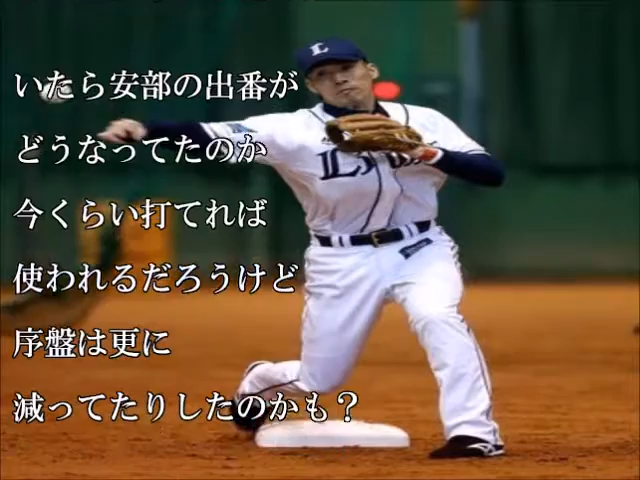 いたら安部の出番が
どうなってたのか
今くらい打てれば
使われるだろうけど
序盤は更に
減ってたりしたのかも？
L